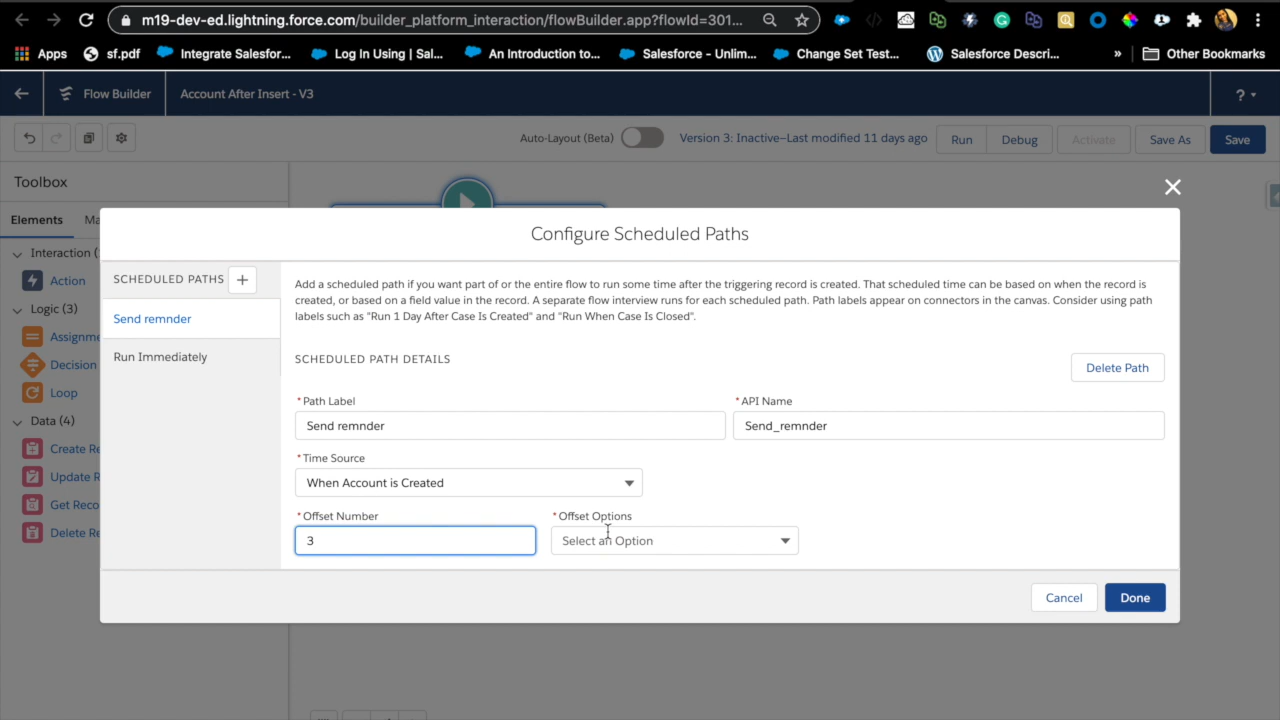 m19-dev-ed.lightning.force.com/builder_platform_interaction/flowBuilder.app?flowId=301...
Apps
sf.pdf
Integrate Salesfor...
Log In Using | Sal...
An Introduction to...
Salesforce - Unlim...
Change Set Test...
Salesforce Descri...
»
Other Bookmarks
Flow Builder
Account After Insert - V3
?
Auto-Layout (Beta)
Version 3: Inactive—Last modified 11 days ago
Run
Debug
Activate
Save As
Save
Toolbox
Elements
Ma
Interaction (
Action
Logic (3)
Assignme
Decision
Loop
Data (4)
Create Re
Update R
Get Reco
Delete Re
Configure Scheduled Paths
SCHEDULED PATHS
+
Send remnder
Run Immediately
Add a scheduled path if you want part of or the entire flow to run some time after the triggering record is created. That scheduled time can be based on when the record is
created, or based on a field value in the record. A separate flow interview runs for each scheduled path. Path labels appear on connectors in the canvas. Consider using path
labels such as "Run 1 Day After Case Is Created" and "Run When Case Is Closed".
SCHEDULED PATH DETAILS
Delete Path
* Path Label
Send remnder
* API Name
Send_remnder
* Time Source
When Account is Created
* Offset Number
3
* Offset Options
Select an Option
Cancel
Done